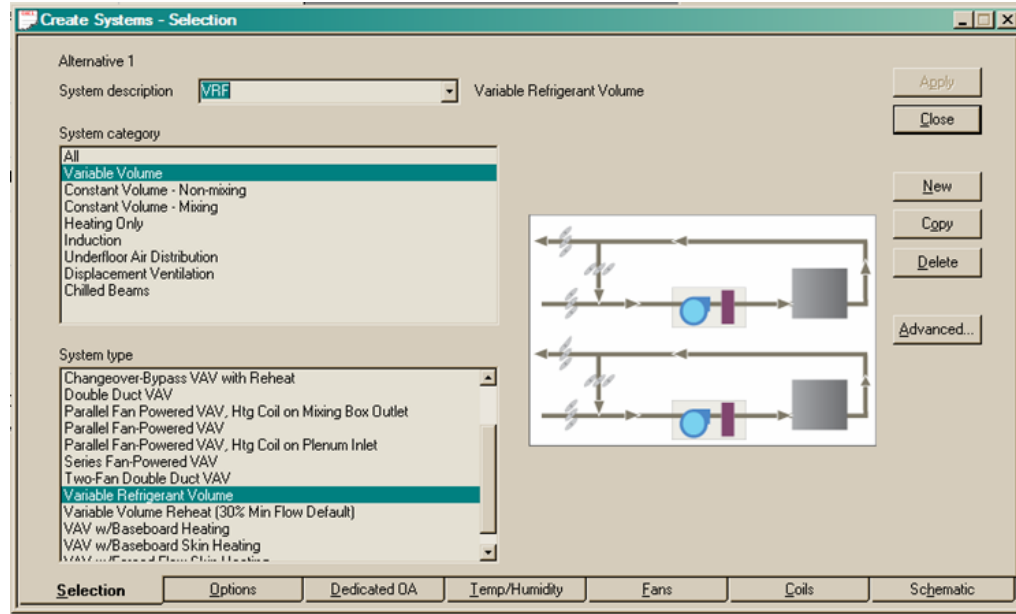 Create Systems - Selection
Alternative 1
System description
VRF
Variable Refrigerant Volume
Apply
Close
System category
All
Variable Volume
Constant Volume - Non-mixing
Constant Volume - Mixing
Heating Only
Induction
Underfloor Air Distribution
Displacement Ventilation
Chilled Beams
New
Copy
Delete
Advanced...
System type
Changeover-Bypass VAV with Reheat
Double Duct VAV
Parallel Fan Powered VAV, Htg Coil on Mixing Box Outlet
Parallel Fan-Powered VAV
Parallel Fan-Powered VAV, Htg Coil on Plenum Inlet
Series Fan-Powered VAV
Two-Fan Double Duct VAV
Variable Refrigerant Volume
Variable Volume Reheat (30% Min Flow Default)
VAV w/Baseboard Heating
VAV w/Baseboard Skin Heating
Selection
Options
Dedicated OA
Temp/Humidity
Fans
Coils
Schematic